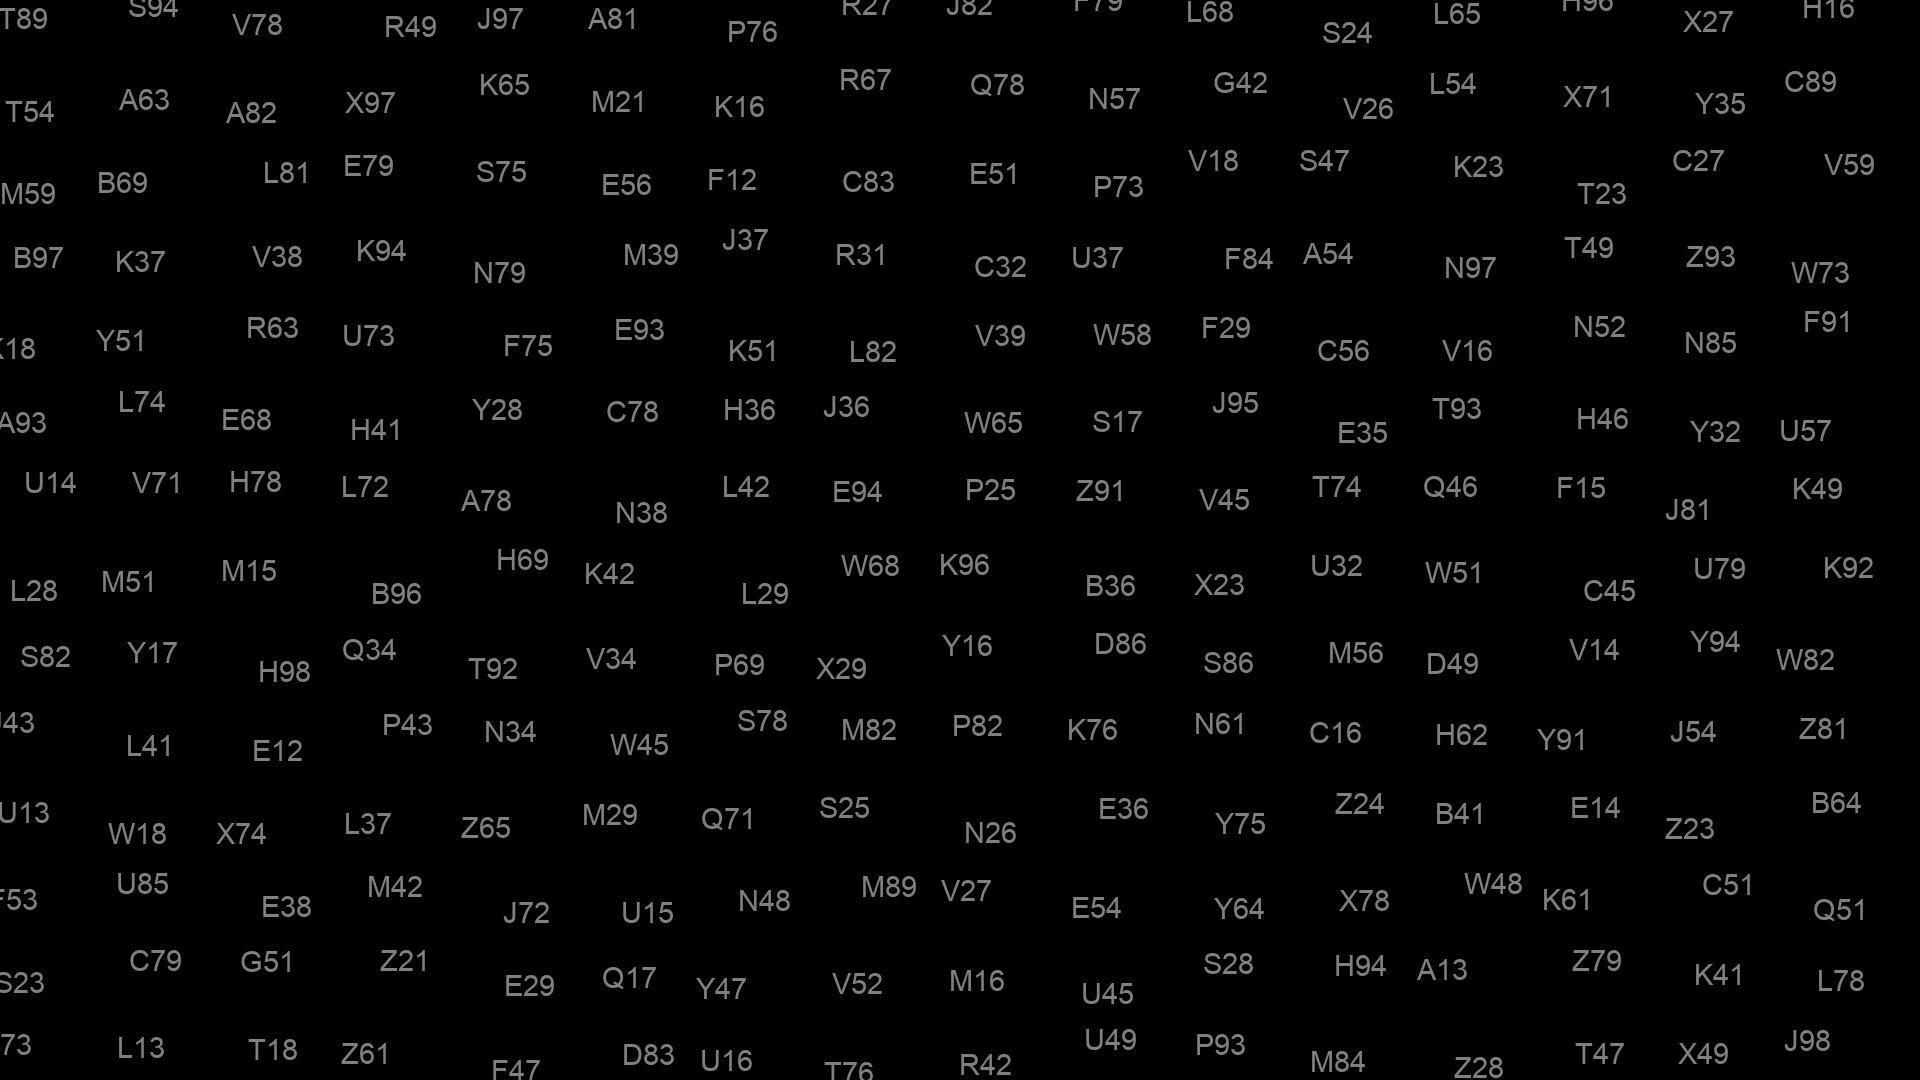 T89 S94 V78 R49 J97 A81 P76 R27 J82 F79 L68 S24 L65 H96 X27 H16
T54 A63 A82 X97 K65 M21 K16 R67 Q78 N57 G42 V26 L54 X71 Y35 C89
M59 B69 L81 E79 S75 E56 F12 C83 E51 P73 V18 S47 K23 T23 C27 V59
B97 K37 V38 K94 N79 M39 J37 R31 C32 U37 F84 A54 N97 T49 Z93 W73
K18 Y51 R63 U73 F75 E93 K51 L82 V39 W58 F29 C56 V16 N52 N85 F91
A93 L74 E68 H41 Y28 C78 H36 J36 W65 S17 J95 E35 T93 H46 Y32 U57
U14 V71 H78 L72 A78 N38 L42 E94 P25 Z91 V45 T74 Q46 F15 J81 K49
L28 M51 M15 B96 H69 K42 L29 W68 K96 B36 X23 U32 W51 C45 U79 K92
S82 Y17 H98 Q34 T92 V34 P69 X29 Y16 D86 S86 M56 D49 V14 Y94 W82
L41 E12 P43 N34 W45 S78 M82 P82 K76 N61 C16 H62 Y91 J54 Z81
U13 W18 X74 L37 Z65 M29 Q71 S25 N26 E36 Y75 Z24 B41 E14 Z23 B64
U85 E38 M42 J72 U15 N48 M89 V27 E54 Y64 X78 W48 K61 C51 Q51
S23 C79 G51 Z21 E29 Q17 Y47 V52 M16 U45 S28 H94 A13 Z79 K41 L78
73 L13 T18 Z61 F47 D83 U16 T76 R42 U49 P93 M84 Z28 T47 X49 J98